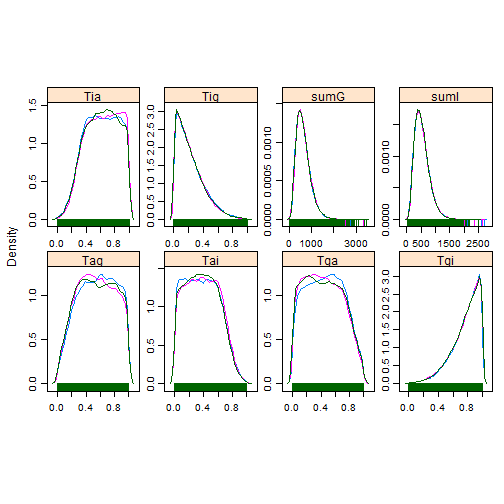 Tia Tig sumG sumI
0.0 0.5 1.0 1.5
0.0 0.5 1.0 1.5 2.0 2.5 3.0
0.0000 0.0005 0.0010
0.0000 0.0010
0.0 0.4 0.8 0.0 0.4 0.8 0 1000 3000 0 500 1500 2500
Density
Tag Tai Tga Tgi
0.0 0.5 1.0
0.0 0.5 1.0
0.0 0.5 1.0
0.0 0.5 1.0 1.5 2.0 2.5 3.0
0.0 0.4 0.8 0.0 0.4 0.8 0.0 0.4 0.8 0.0 0.4 0.8